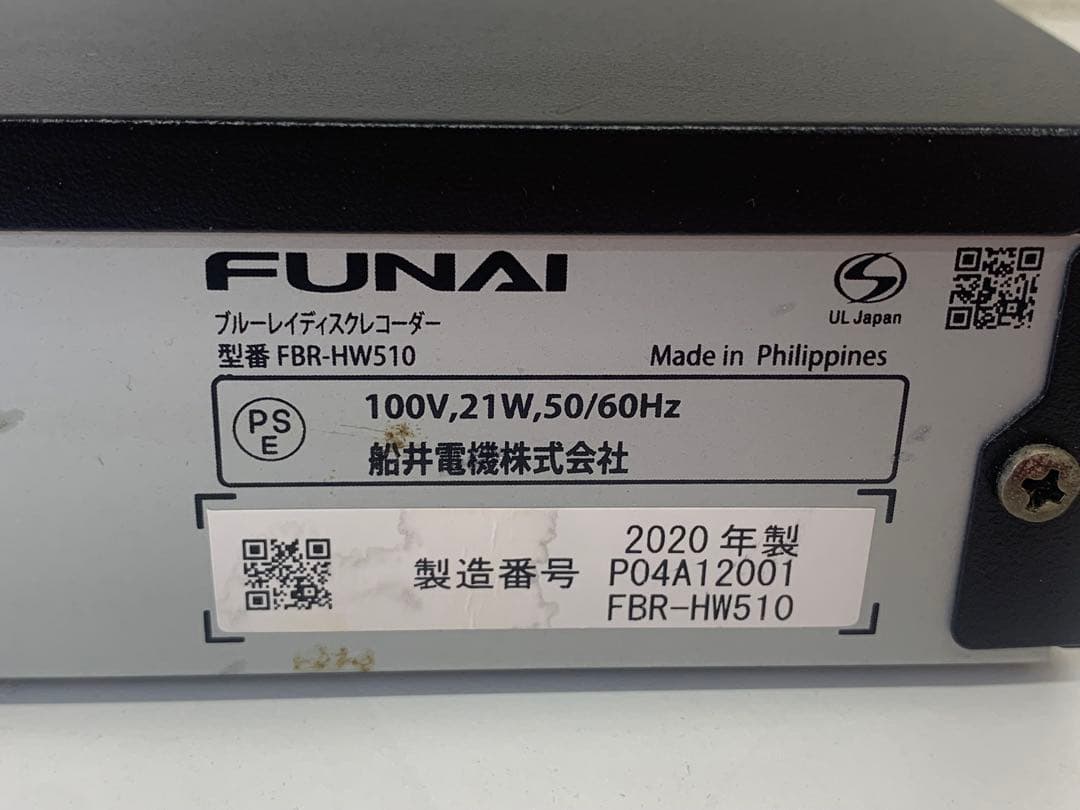 FUNAI
UL Japan
ブルーレイディスクレコーダー
型番 FBR-HW510
Made in Philippines
PS
E
100V,21W,50/60Hz
船井電機株式会社
2020 年製
製造番号 P04A12001
FBR-HW510